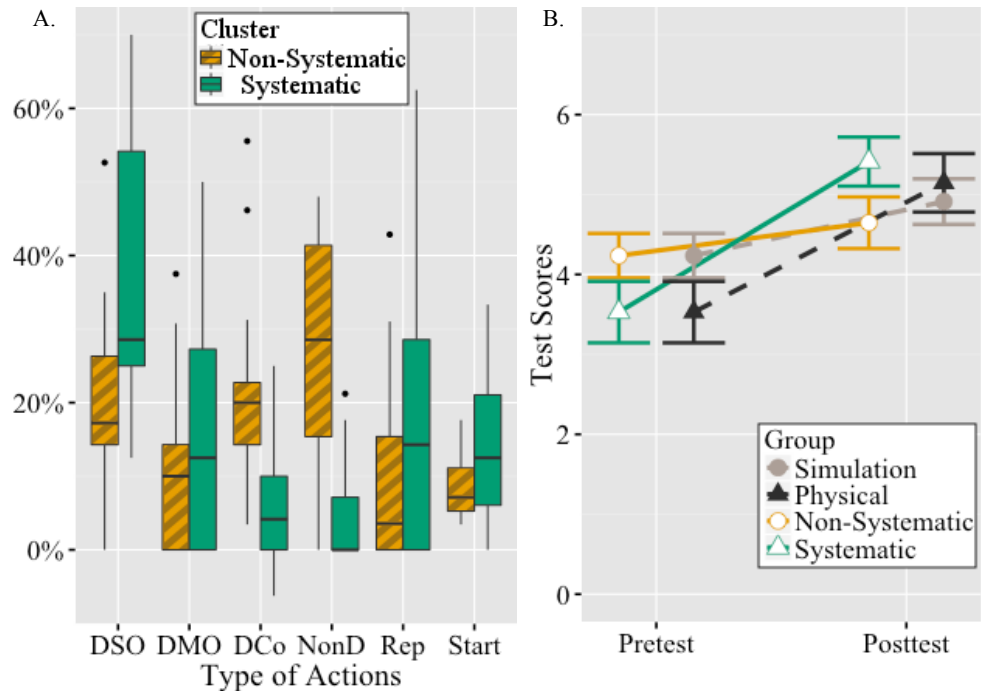 A.
Cluster
Non-Systematic
Systematic
60%
40%
20%
0%
DSO DMO DCo NonD Rep Start
Type of Actions
B.
Test Scores
6
4
2
0
Group
Simulation
Physical
Non-Systematic
Systematic
Pretest Posttest